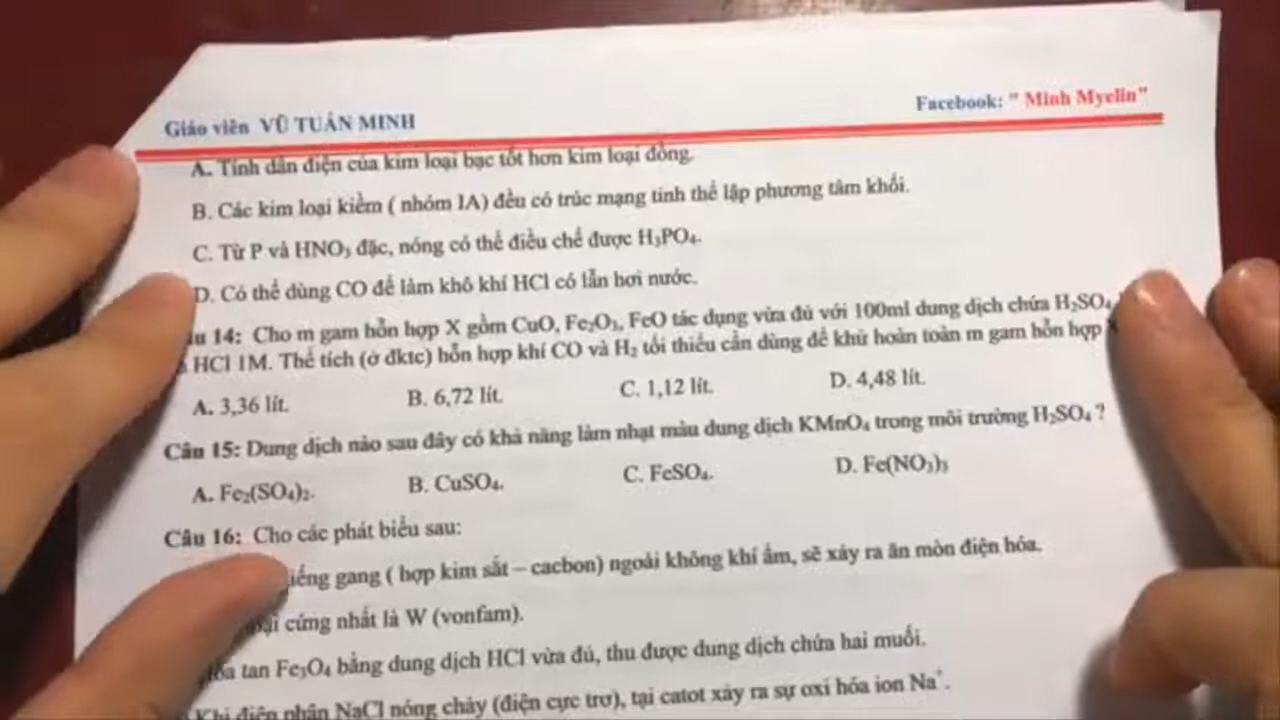 Giáo viên VŨ TUẤN MINH
Facebook: " Minh Myelin"
A. Tính dẫn điện của kim loại bạc tốt hơn kim loại đồng.
B. Các kim loại kiềm ( nhóm IA) đều có trúc mạng tinh thể lập phương tâm khối.
C. Từ P và HNO₃ đặc, nóng có thể điều chế được H₃PO₄.
D. Có thể dùng CO để làm khô khí HCl có lẫn hơi nước.
14: Cho m gam hỗn hợp X gồm CuO, Fe₂O₃, FeO tác dụng vừa đủ với 100ml dung dịch chứa H₂SO₄
HCl 1M. Thể tích (ở đktc) hỗn hợp khí CO và H₂ tối thiểu cần dùng để khử hoàn toàn m gam hỗn hợp
A. 3,36 lít.
B. 6,72 lít.
C. 1,12 lít.
D. 4,48 lít.
Câu 15: Dung dịch nào sau đây có khả năng làm nhạt màu dung dịch KMnO₄ trong môi trường H₂SO₄ ?
A. Fe₂(SO₄)₂.
B. CuSO₄.
C. FeSO₄.
D. Fe(NO₃)₃
Câu 16: Cho các phát biểu sau:
gang ( hợp kim sắt – cacbon) ngoài không khí ẩm, sẽ xảy ra ăn mòn điện hóa.
cứng nhất là W (vonfam).
tan Fe₃O₄ bằng dung dịch HCl vừa đủ, thu được dung dịch chứa hai muối.
Khi điện phân NaCl nóng chảy (điện cực trơ), tại catot xảy ra sự oxi hóa ion Na⁺.